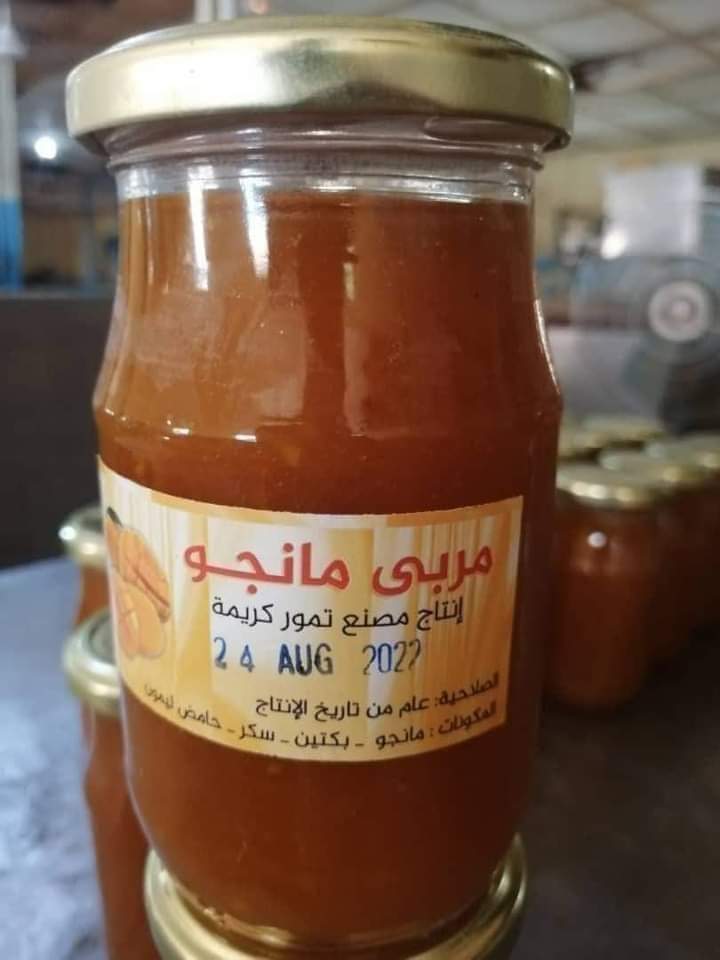 مربى مانجو
إنتاج مصنع تمور كريمة
24 AUG 2022
الصلاحية: عام من تاريخ الإنتاج
المكونات : مانجو - بكتين - سكر - حامض ليمون